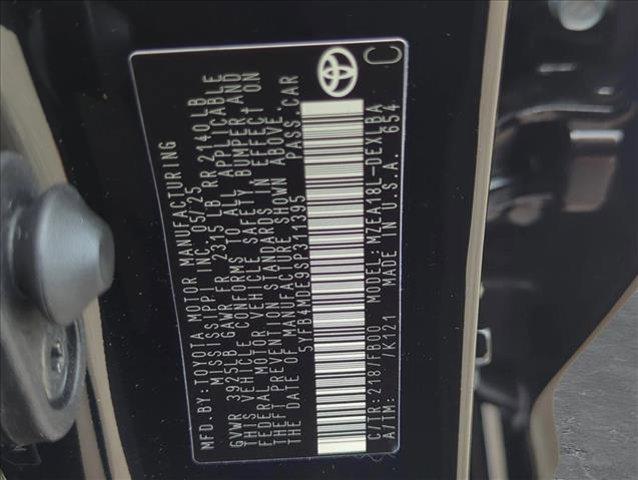 MFD.BY:TOYOTA MOTOR MANUFACTURING
MISSISSIPPI INC. 05/25
GVWR 3925LB GAWR FR 2315 LB RR 2140 LB
THIS VEHICLE CONFORMS TO ALL APPLICABLE
FEDERAL MOTOR VEHICLE SAFETY, BUMPER AND
THEFT PREVENTION STANDARDS IN EFFECT ON
THE DATE OF MANUFACTURE SHOWN ABOVE.
5YFB4MDE9SP311395 PASS.CAR
C/TR:218/FB00 MODEL:MZEA18L-DEXLBA
A/TM: /K121 MADE IN U.S.A. 654
C